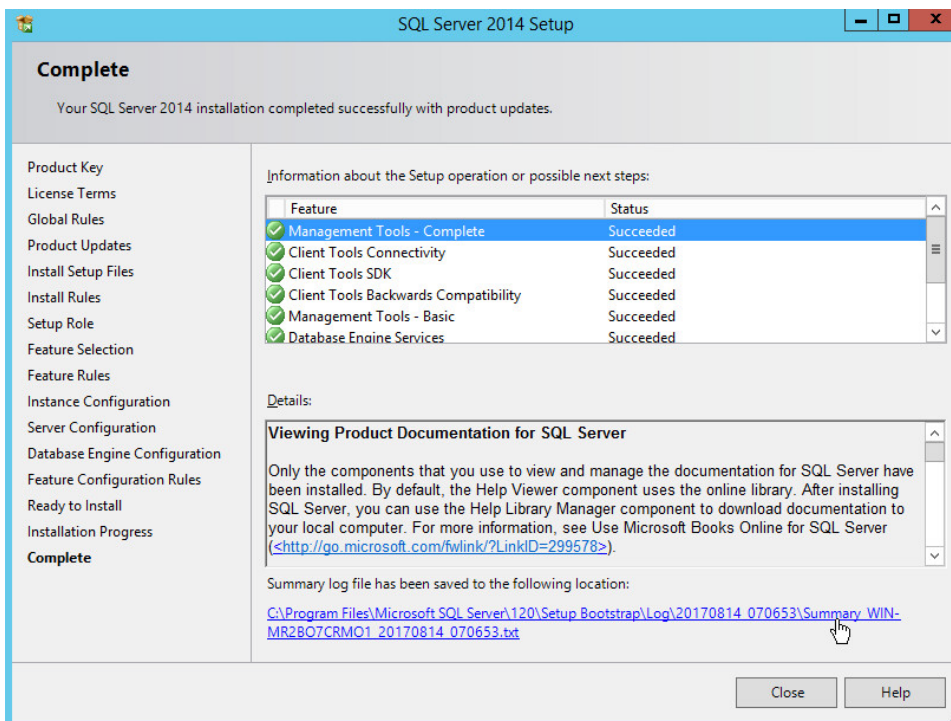 SQL Server 2014 Setup
Complete
Your SQL Server 2014 installation completed successfully with product updates.
Product Key
License Terms
Global Rules
Product Updates
Install Setup Files
Install Rules
Setup Role
Feature Selection
Feature Rules
Instance Configuration
Server Configuration
Database Engine Configuration
Feature Configuration Rules
Ready to Install
Installation Progress
Complete
Information about the Setup operation or possible next steps:
Feature Status
Management Tools - Complete Succeeded
Client Tools Connectivity Succeeded
Client Tools SDK Succeeded
Client Tools Backwards Compatibility Succeeded
Management Tools - Basic Succeeded
Database Engine Services Succeeded
Details:
Viewing Product Documentation for SQL Server
Only the components that you use to view and manage the documentation for SQL Server have
been installed. By default, the Help Viewer component uses the online library. After installing
SQL Server, you can use the Help Library Manager component to download documentation to
your local computer. For more information, see Use Microsoft Books Online for SQL Server
(<http://go.microsoft.com/fwlink/?LinkID=299578>).
Summary log file has been saved to the following location:
C:\Program Files\Microsoft SQL Server\120\Setup Bootstrap\Log\20170814_070653\Summary_WIN-
MR2BO7CRMO1_20170814_070653.txt
Close Help